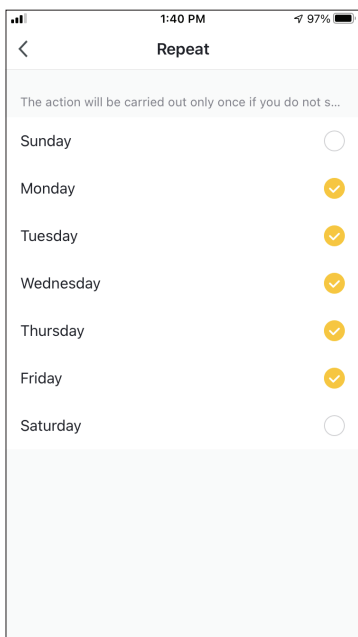 1:40 PM
97%
Repeat
The action will be carried out only once if you do not s...
Sunday
Monday
Tuesday
Wednesday
Thursday
Friday
Saturday